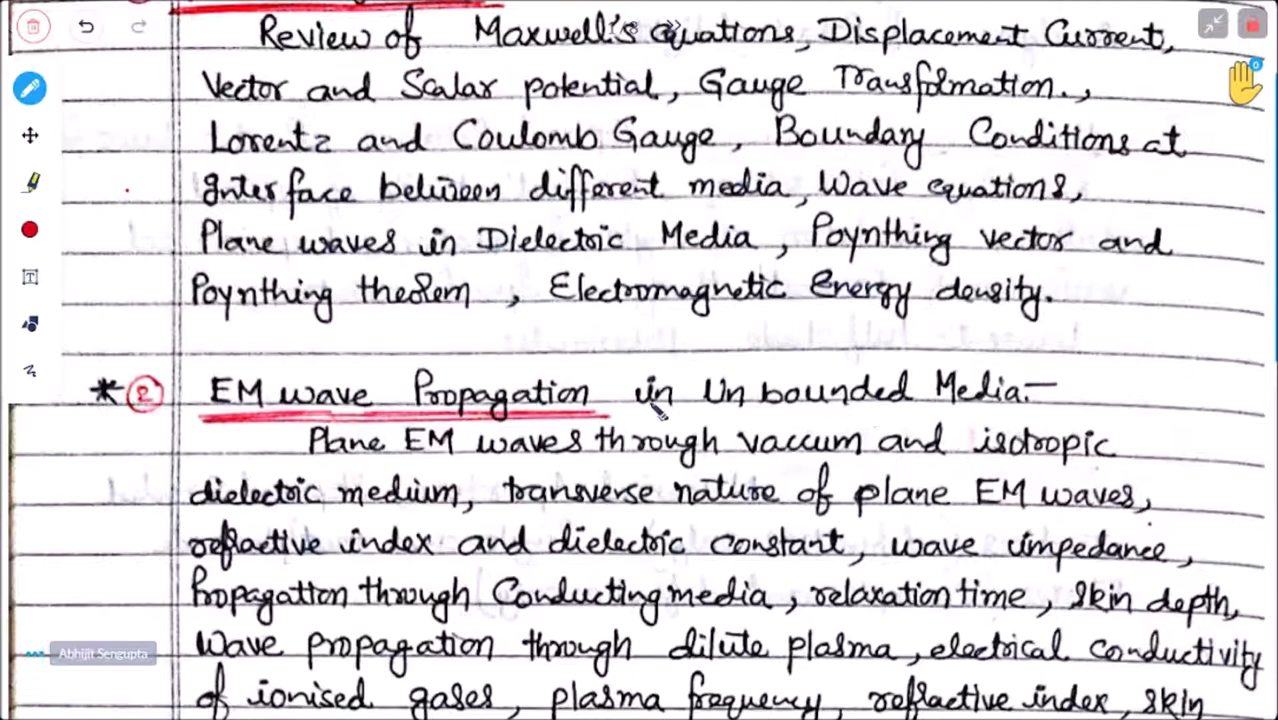 Review of Maxwell's equations, Displacement Current,
Vector and Scalar potential, Gauge Transformation.,
Lorentz and Coulomb Gauge, Boundary Conditions at
Interface between different media, Wave equations,
Plane waves in Dielectric Media, Poynthing vector and
Poynthing theorem, Electromagnetic Energy density.
* 2 EM wave Propagation in Unbounded Media:-
Plane EM waves through vaccum and isotropic
dielectric medium, transverse nature of plane EM waves,
refractive index and dielectric constant, wave impedance,
Propagation through Conducting media, relaxation time, skin depth,
Wave propagation through dilute plasma, electrical conductivity
Abhijit Sengupta
of ionised gases, plasma frequency, refractive index, skin